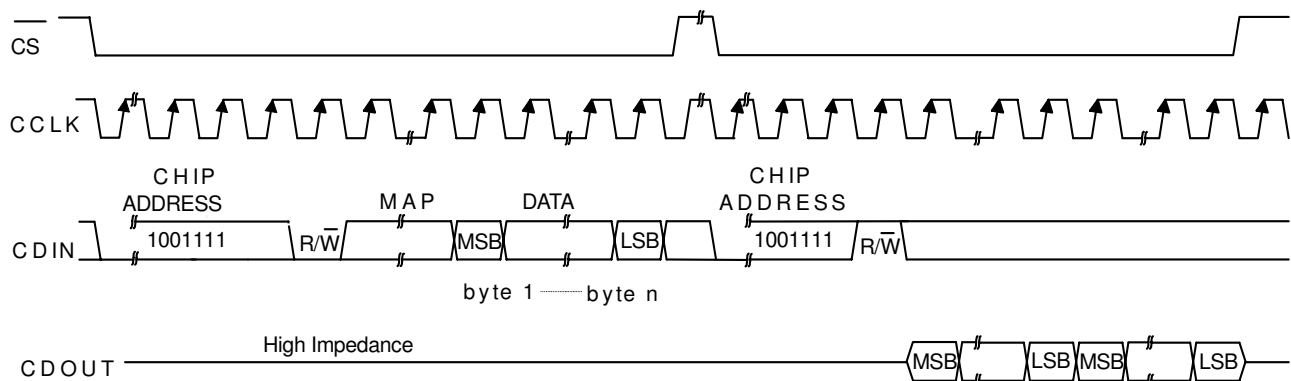 C̅S̅
CCLK
CHIP
ADDRESS
MAP
DATA
CHIP
ADDRESS
CDIN
1001111
R/W̅
MSB
LSB
1001111
R/W̅
byte 1
byte n
High Impedance
CDOUT
MSB
LSB
MSB
LSB